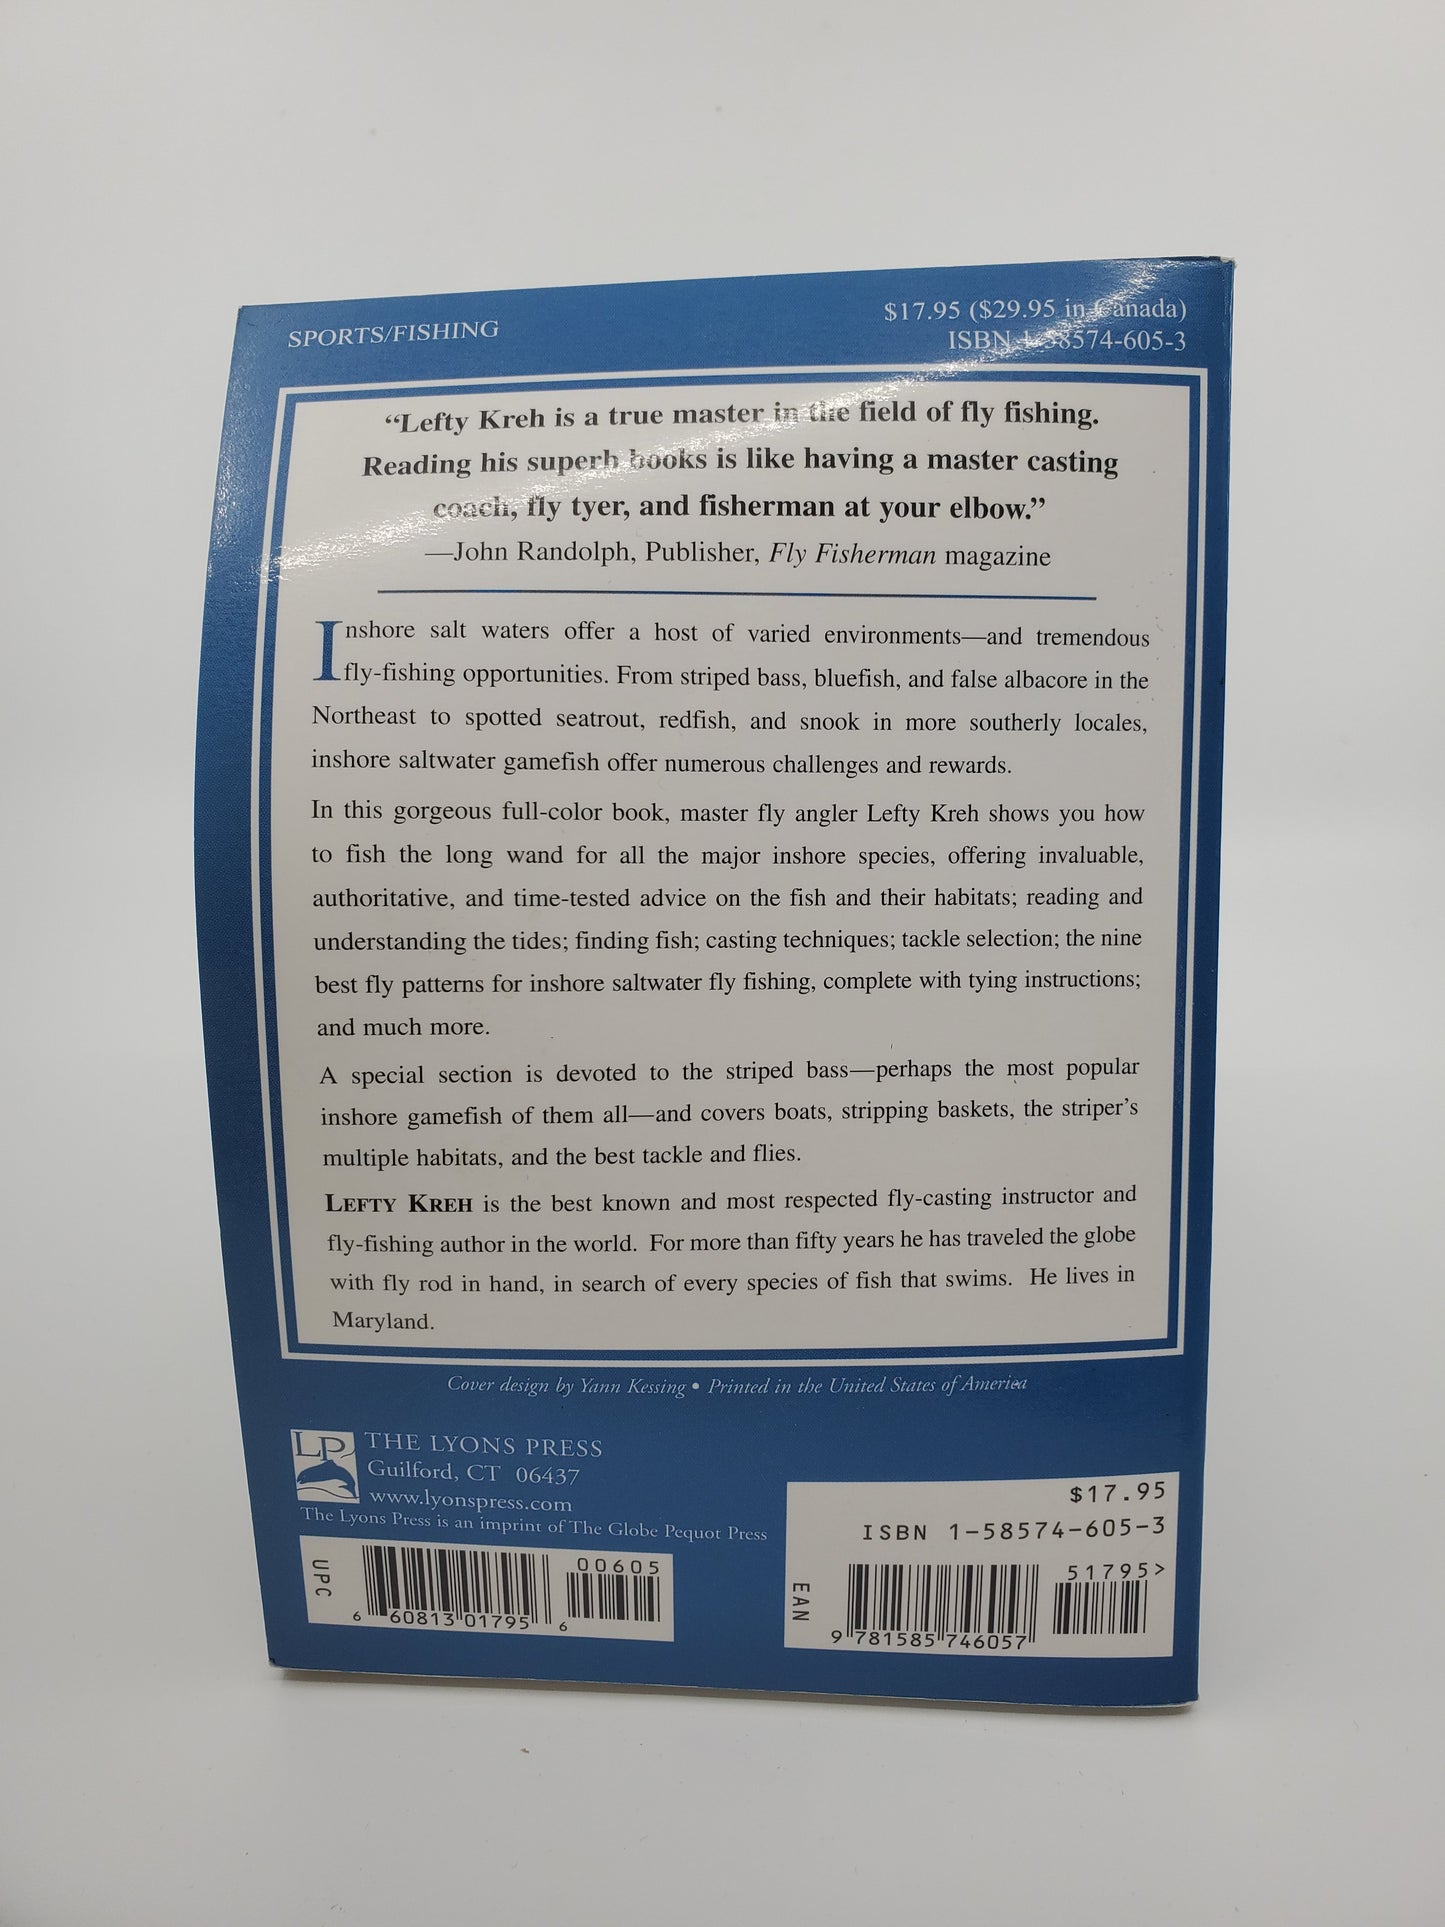 SPORTS/FISHING
$17.95 ($29.95 in Canada)
ISBN 1-58574-605-3
“Lefty Kreh is a true master in the field of fly fishing.
Reading his superb books is like having a master casting
coach, fly tyer, and fisherman at your elbow.”
—John Randolph, Publisher, Fly Fisherman magazine
Inshore salt waters offer a host of varied environments—and tremendous
fly-fishing opportunities. From striped bass, bluefish, and false albacore in the
Northeast to spotted seatrout, redfish, and snook in more southerly locales,
inshore saltwater gamefish offer numerous challenges and rewards.
In this gorgeous full-color book, master fly angler Lefty Kreh shows you how
to fish the long wand for all the major inshore species, offering invaluable,
authoritative, and time-tested advice on the fish and their habitats; reading and
understanding the tides; finding fish; casting techniques; tackle selection; the nine
best fly patterns for inshore saltwater fly fishing, complete with tying instructions;
and much more.
A special section is devoted to the striped bass—perhaps the most popular
inshore gamefish of them all—and covers boats, stripping baskets, the striper’s
multiple habitats, and the best tackle and flies.
LEFTY KREH is the best known and most respected fly-casting instructor and
fly-fishing author in the world. For more than fifty years he has traveled the globe
with fly rod in hand, in search of every species of fish that swims. He lives in
Maryland.
Cover design by Yann Kessing • Printed in the United States of America
LP
THE LYONS PRESS
Guilford, CT 06437
www.lyonspress.com
The Lyons Press is an imprint of The Globe Pequot Press
UPC
00605
6 60813 01795 6
$17.95
ISBN 1-58574-605-3
51795>
EAN
9 781585 746057